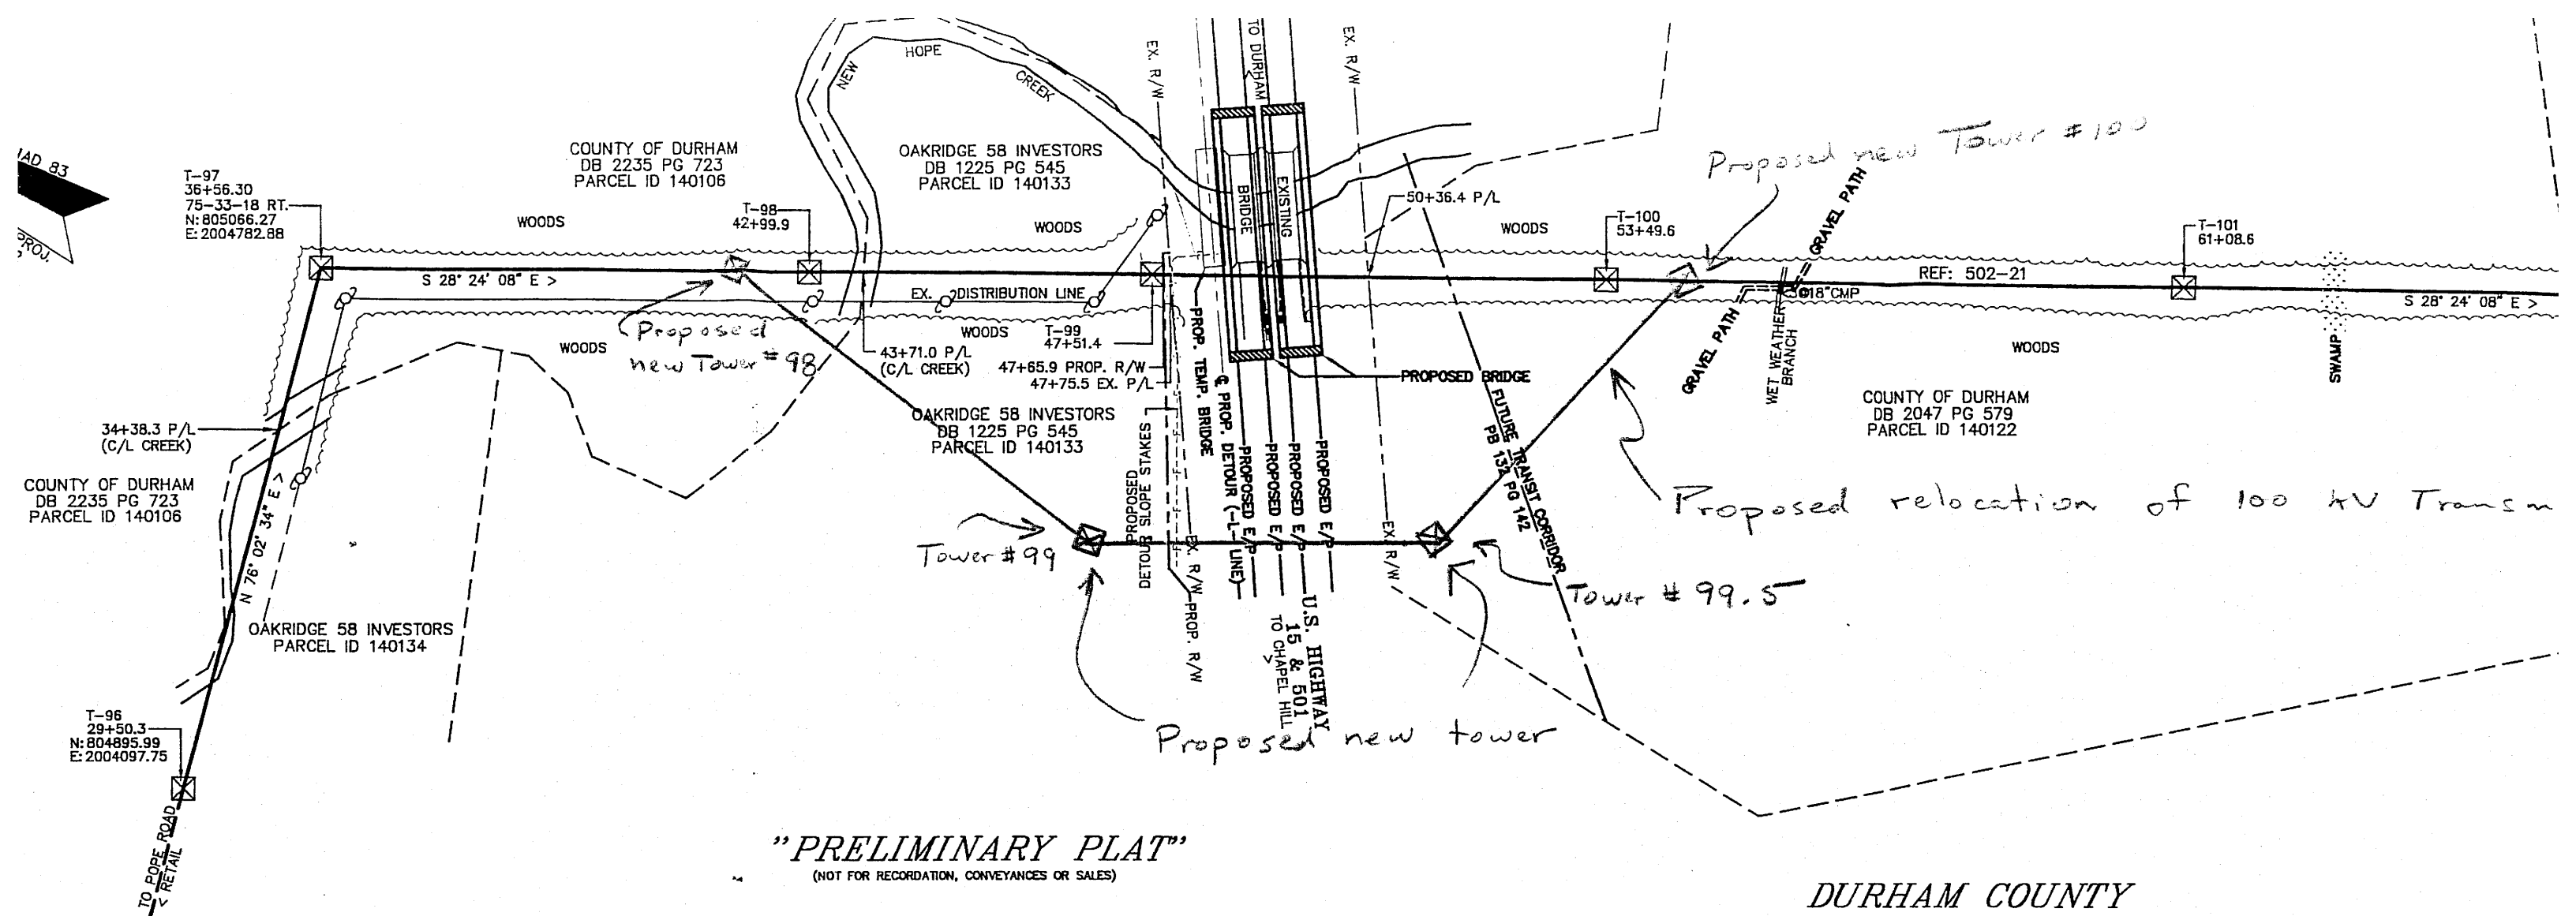 NEW
HOPE
CREEK
EX. R/W
TO DURHAM
EX. R/W
Proposed new Tower #100
COUNTY OF DURHAM
DB 2235 PG 723
PARCEL ID 140106
OAKRIDGE 58 INVESTORS
DB 1225 PG 545
PARCEL ID 140133
T-97
36+56.30
75-33-18 RT.
N: 805066.27
E: 2004782.88
PROJ.
WOODS
T-98
42+99.9
WOODS
BRIDGE
EXISTING
50+36.4 P/L
WOODS
T-100
53+49.6
GRAVEL PATH
T-101
61+08.6
S 28° 24' 08" E >
EX. DISTRIBUTION LINE
REF: 502-21
18"CMP
S 28° 24' 08" E >
Proposed
new Tower #98
WOODS
WOODS
T-99
47+51.4
43+71.0 P/L
(C/L CREEK)
47+65.9 PROP. R/W
47+75.5 EX. P/L
PROP. TEMP. BRIDGE
PROPOSED BRIDGE
GRAVEL PATH
WET WEATHER
BRANCH
WOODS
SWAMP
34+38.3 P/L
(C/L CREEK)
OAKRIDGE 58 INVESTORS
DB 1225 PG 545
PARCEL ID 140133
COUNTY OF DURHAM
DB 2047 PG 579
PARCEL ID 140122
COUNTY OF DURHAM
DB 2235 PG 723
PARCEL ID 140106
N 76° 02' 34" E >
PROPOSED
DETOUR SLOPE STAKES
EX. R/W
PROP. R/W
℄ PROP. DETOUR (-L- LINE)
PROPOSED E/P
PROPOSED E/P
PROPOSED E/P
PROPOSED E/P
EX. R/W
FUTURE TRANSIT CORRIDOR
PB 132 PG 142
Proposed relocation of 100 kV Transm
Tower #99
Tower # 99.5
U.S. HIGHWAY
15 & 501
TO CHAPEL HILL
OAKRIDGE 58 INVESTORS
PARCEL ID 140134
Proposed new tower
T-96
29+50.3
N: 804895.99
E: 2004097.75
TO POPE ROAD
< RETAIL
"PRELIMINARY PLAT"
(NOT FOR RECORDATION, CONVEYANCES OR SALES)
DURHAM COUNTY